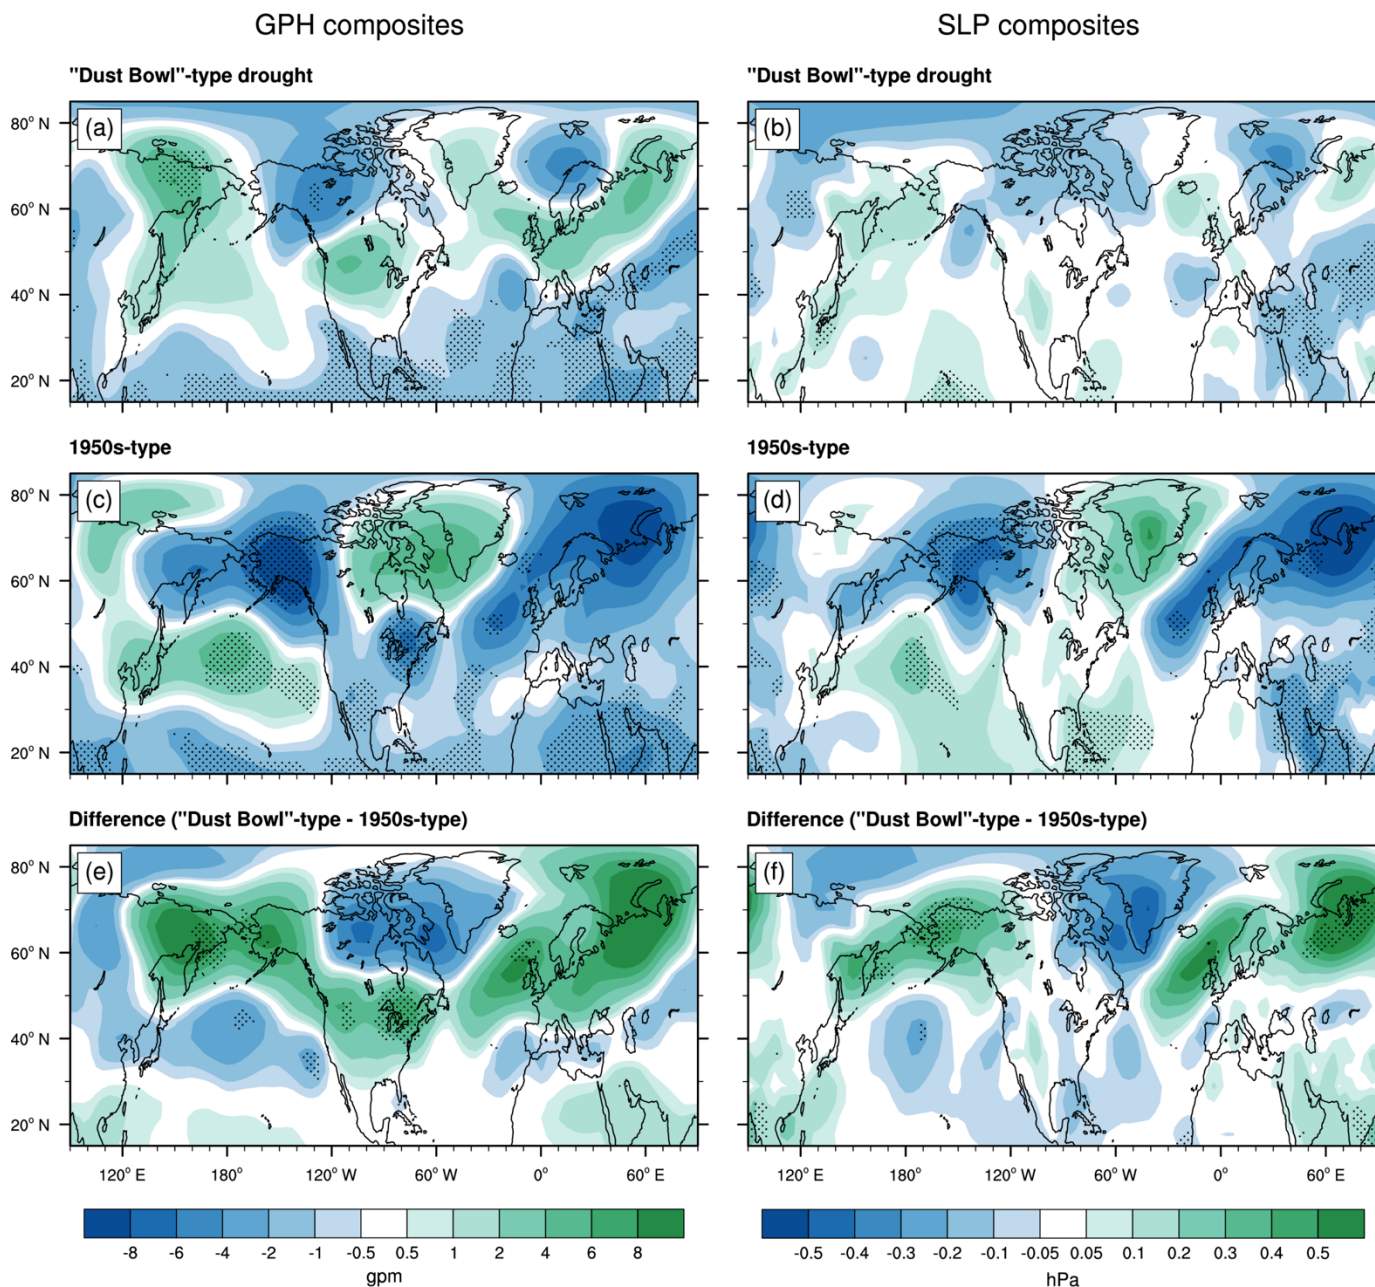 GPH composites
SLP composites
"Dust Bowl"-type drought
"Dust Bowl"-type drought
(a)
80° N
60° N
40° N
20° N
(b)
1950s-type
1950s-type
(c)
80° N
60° N
40° N
20° N
(d)
Difference ("Dust Bowl"-type - 1950s-type)
Difference ("Dust Bowl"-type - 1950s-type)
(e)
80° N
60° N
40° N
20° N
(f)
120° E 180° 120° W 60° W 0° 60° E
120° E 180° 120° W 60° W 0° 60° E
-8 -6 -4 -2 -1 -0.5 0.5 1 2 4 6 8
gpm
-0.5 -0.4 -0.3 -0.2 -0.1 -0.05 0.05 0.1 0.2 0.3 0.4 0.5
hPa